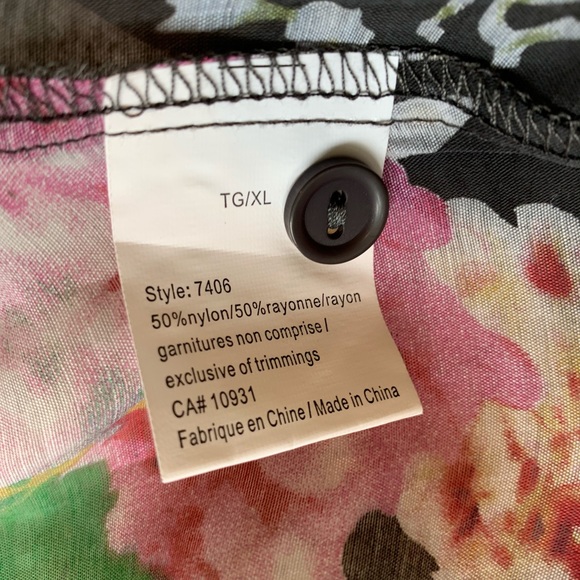 TG/XL
Style: 7406
50%nylon/50%rayonne/rayon
garnitures non comprise /
exclusive of trimmings
CA# 10931
Fabrique en Chine / Made in China